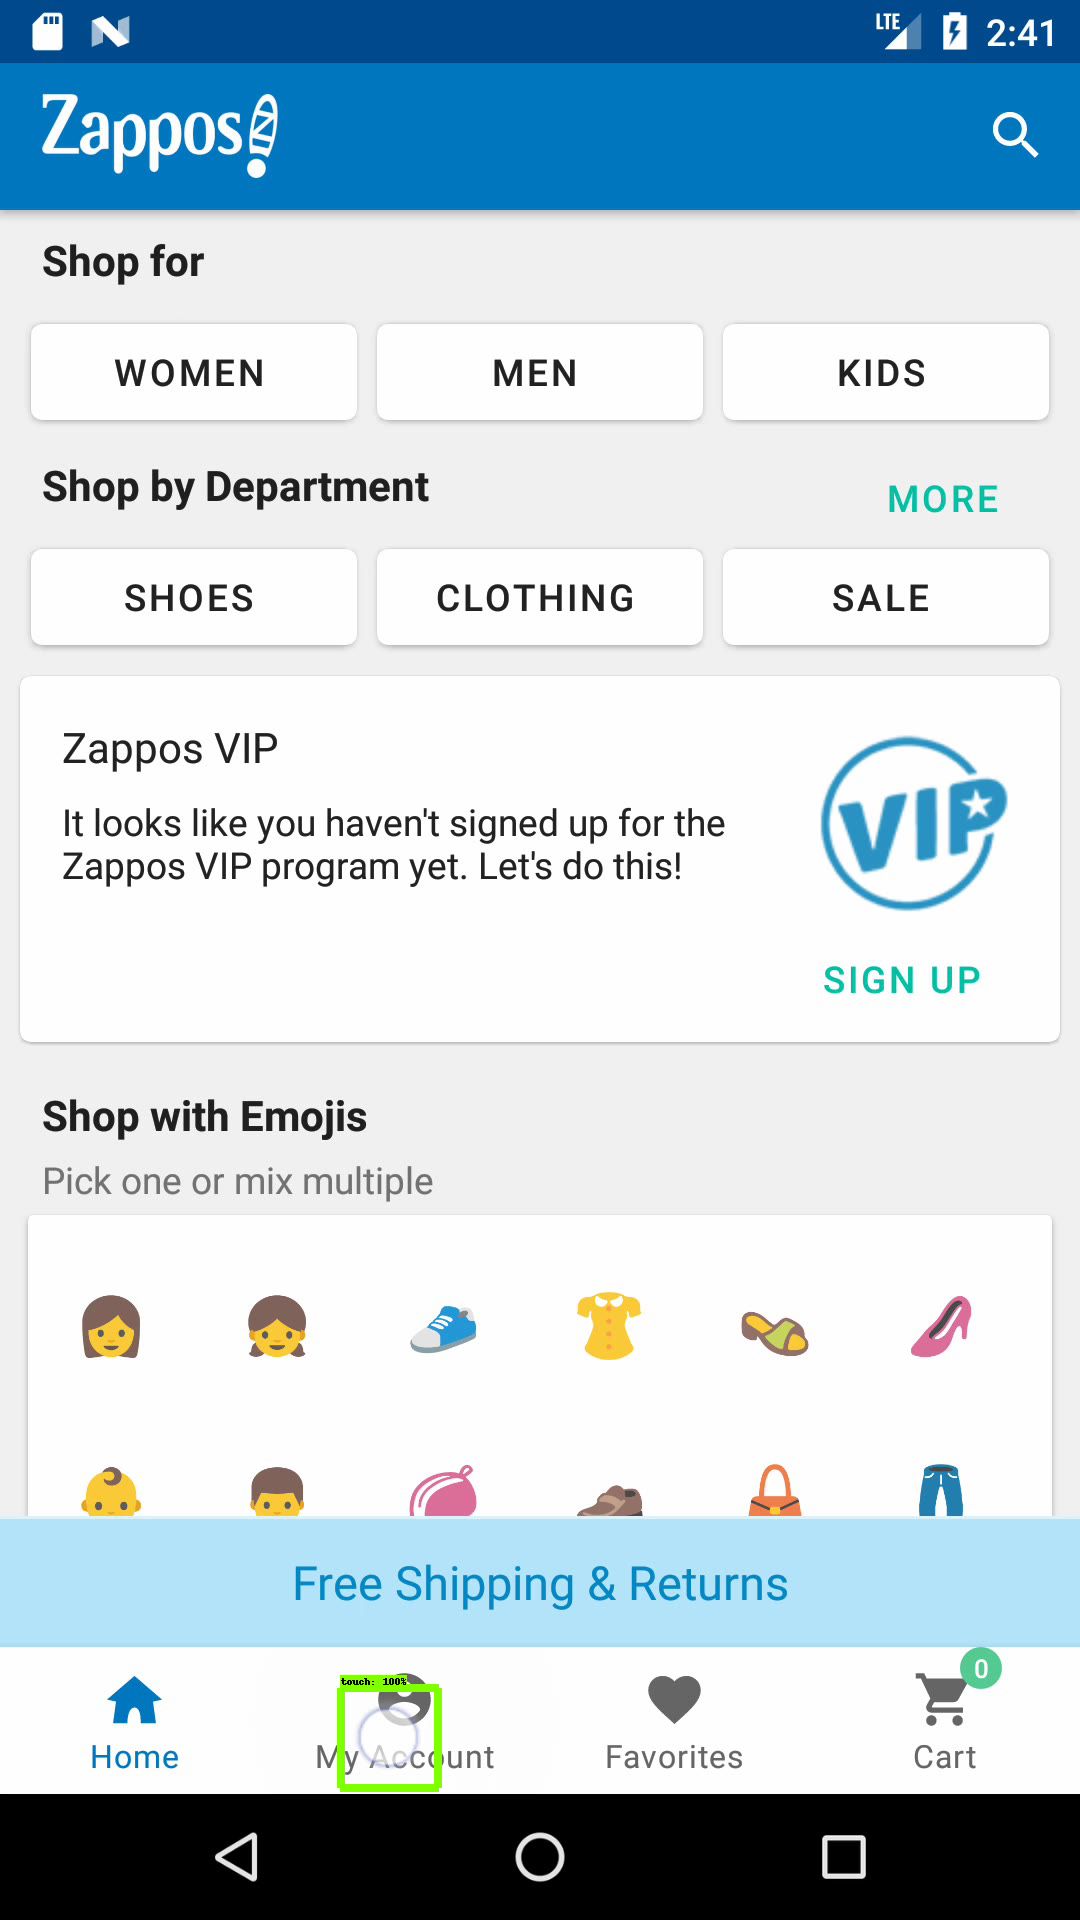 LTE 2:41
Zappos
Shop for
WOMEN MEN KIDS
Shop by Department MORE
SHOES CLOTHING SALE
Zappos VIP
It looks like you haven't signed up for the
Zappos VIP program yet. Let's do this!
VIP
SIGN UP
Shop with Emojis
Pick one or mix multiple
Free Shipping & Returns
0
touch: 100%
Home My Account Favorites Cart